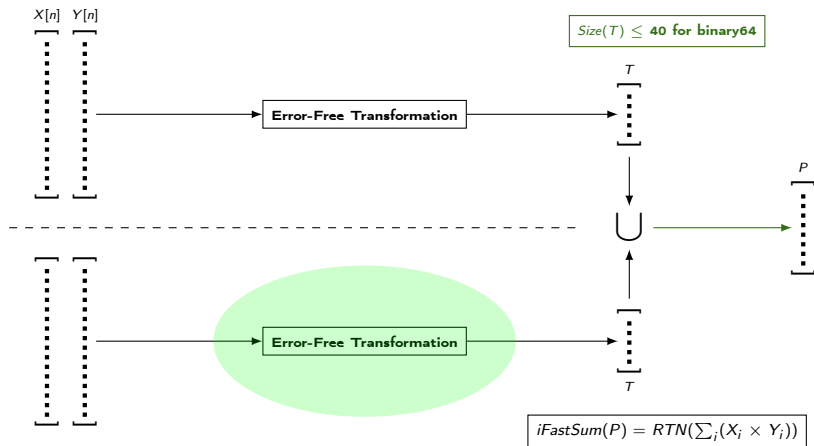 X[n] Y[n]
Size(T) ≤ 40 for binary64
T
Error-Free Transformation
P
⋃
Error-Free Transformation
T
iFastSum(P) = RTN(∑ᵢ(Xᵢ × Yᵢ))